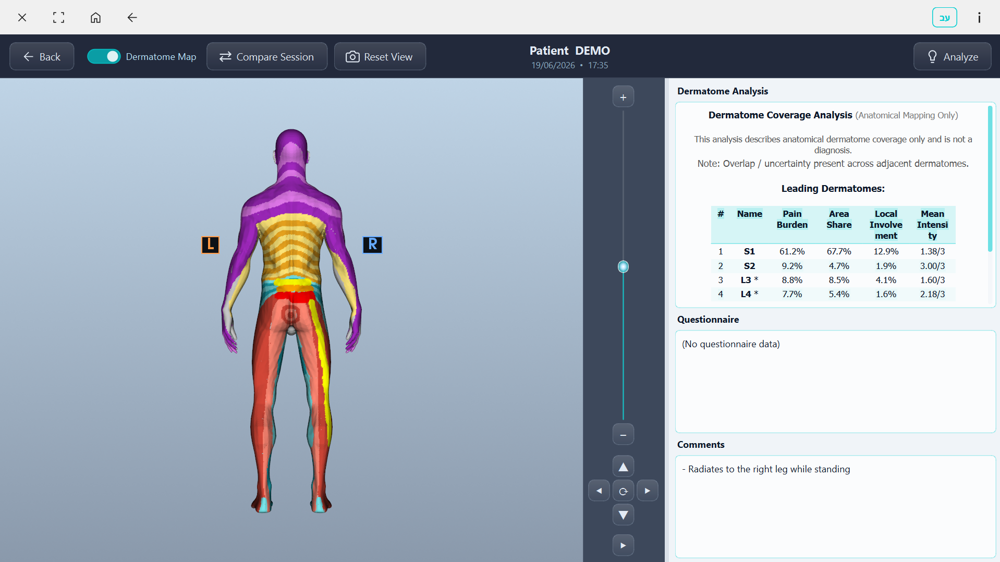 עב
Back
Dermatome Map
Compare Session
Reset View
Patient DEMO
19/06/2026 • 17:35
Analyze
L
R
Dermatome Analysis
Dermatome Coverage Analysis (Anatomical Mapping Only)
This analysis describes anatomical dermatome coverage only and is not a
diagnosis.
Note: Overlap / uncertainty present across adjacent dermatomes.
Leading Dermatomes:
# Name Pain Area Local Mean
Burden Share Involve Intensi
ment ty
1 S1 61.2% 67.7% 12.9% 1.38/3
2 S2 9.2% 4.7% 1.9% 3.00/3
3 L3 * 8.8% 8.5% 4.1% 1.60/3
4 L4 * 7.7% 5.4% 1.6% 2.18/3
Questionnaire
(No questionnaire data)
Comments
- Radiates to the right leg while standing